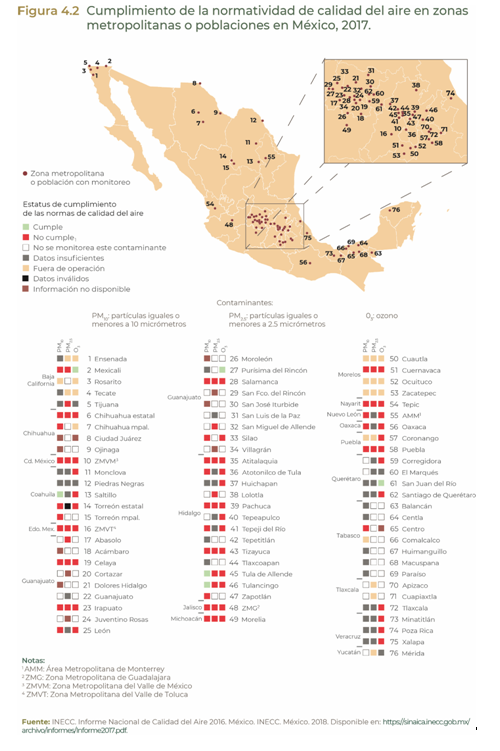 Figura 4.2 Cumplimiento de la normatividad de calidad del aire en zonas
metropolitanas o poblaciones en México, 2017.
Zona metropolitana
o población con monitoreo
Estatus de cumplimiento
de las normas de calidad del aire
Cumple
No cumple
No se monitorea este contaminante
Datos insuficientes
Fuera de operación
Datos inválidos
Información no disponible
Contaminantes:
PM10: partículas iguales o
menores a 10 micrómetros
PM2.5: partículas iguales o
menores a 2.5 micrómetros
O3: ozono
Baja
California
1 Ensenada
2 Mexicali
3 Rosarito
4 Tecate
5 Tijuana
Chihuahua
6 Chihuahua estatal
7 Chihuahua mpal.
8 Ciudad Juárez
9 Ojinaga
Cd. México
10 ZMVM3
Coahuila
11 Monclova
12 Piedras Negras
13 Saltillo
14 Torreón estatal
15 Torreón mpal.
Edo. Mex.
16 ZMVT4
Guanajuato
17 Abasolo
18 Acámbaro
19 Celaya
20 Cortazar
21 Dolores Hidalgo
22 Guanajuato
23 Irapuato
24 Juventino Rosas
25 León
Guanajuato
26 Moroleón
27 Purísima del Rincón
28 Salamanca
29 San Fco. del Rincón
30 San José Iturbide
31 San Luis de la Paz
32 San Miguel de Allende
33 Silao
34 Villagrán
Hidalgo
35 Atitalaquia
36 Atotonilco de Tula
37 Huichapan
38 Lolotla
39 Pachuca
40 Tepeapulco
41 Tepeji del Río
42 Tepetitlán
43 Tizayuca
44 Tlaxcoapan
45 Tula de Allende
46 Tulancingo
47 Zapotlán
Jalisco
48 ZMG2
Michoacán
49 Morelia
Morelos
50 Cuautla
51 Cuernavaca
52 Ocuituco
53 Zacatepec
Nayarit
54 Tepic
Nuevo León
55 AMM1
Oaxaca
56 Oaxaca
Puebla
57 Coronango
58 Puebla
Querétaro
59 Corregidora
60 El Marqués
61 San Juan del Río
62 Santiago de Querétaro
Tabasco
63 Balancán
64 Centla
65 Centro
66 Comalcalco
67 Huimanguillo
68 Macuspana
69 Paraíso
Tlaxcala
70 Apizaco
71 Cuapiaxtla
72 Tlaxcala
Veracruz
73 Minatitlán
74 Poza Rica
75 Xalapa
Yucatán
76 Mérida
Notas:
1 AMM: Área Metropolitana de Monterrey
2 ZMG: Zona Metropolitana de Guadalajara
3 ZMVM: Zona Metropolitana del Valle de México
4 ZMVT: Zona Metropolitana del Valle de Toluca
Fuente: INECC. Informe Nacional de Calidad del Aire 2016. México. INECC. México. 2018. Disponible en: https://sinaica.inecc.gob.mx/
archivo/informes/Informe2017.pdf.